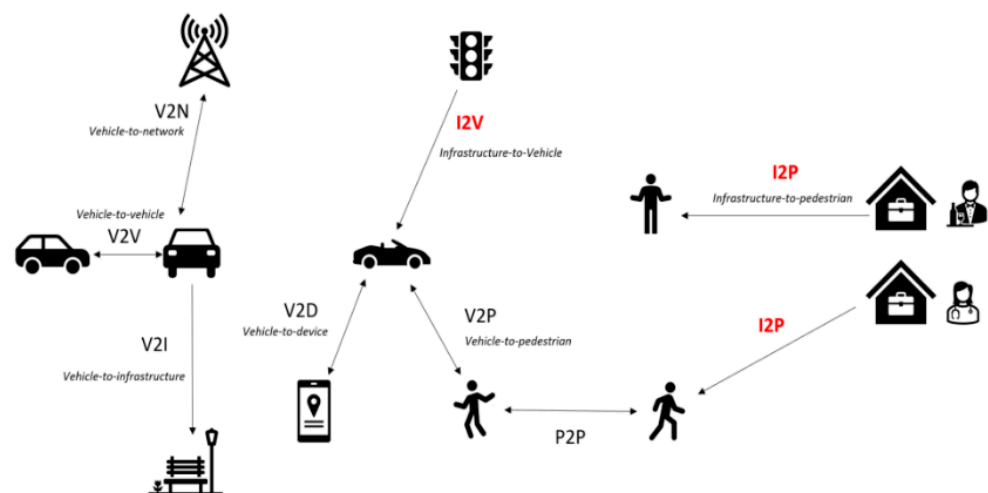 V2N
Vehicle-to-network
Vehicle-to-vehicle
V2V
V2I
Vehicle-to-infrastructure
I2V
Infrastructure-to-Vehicle
V2D
Vehicle-to-device
V2P
Vehicle-to-pedestrian
P2P
I2P
Infrastructure-to-pedestrian
I2P